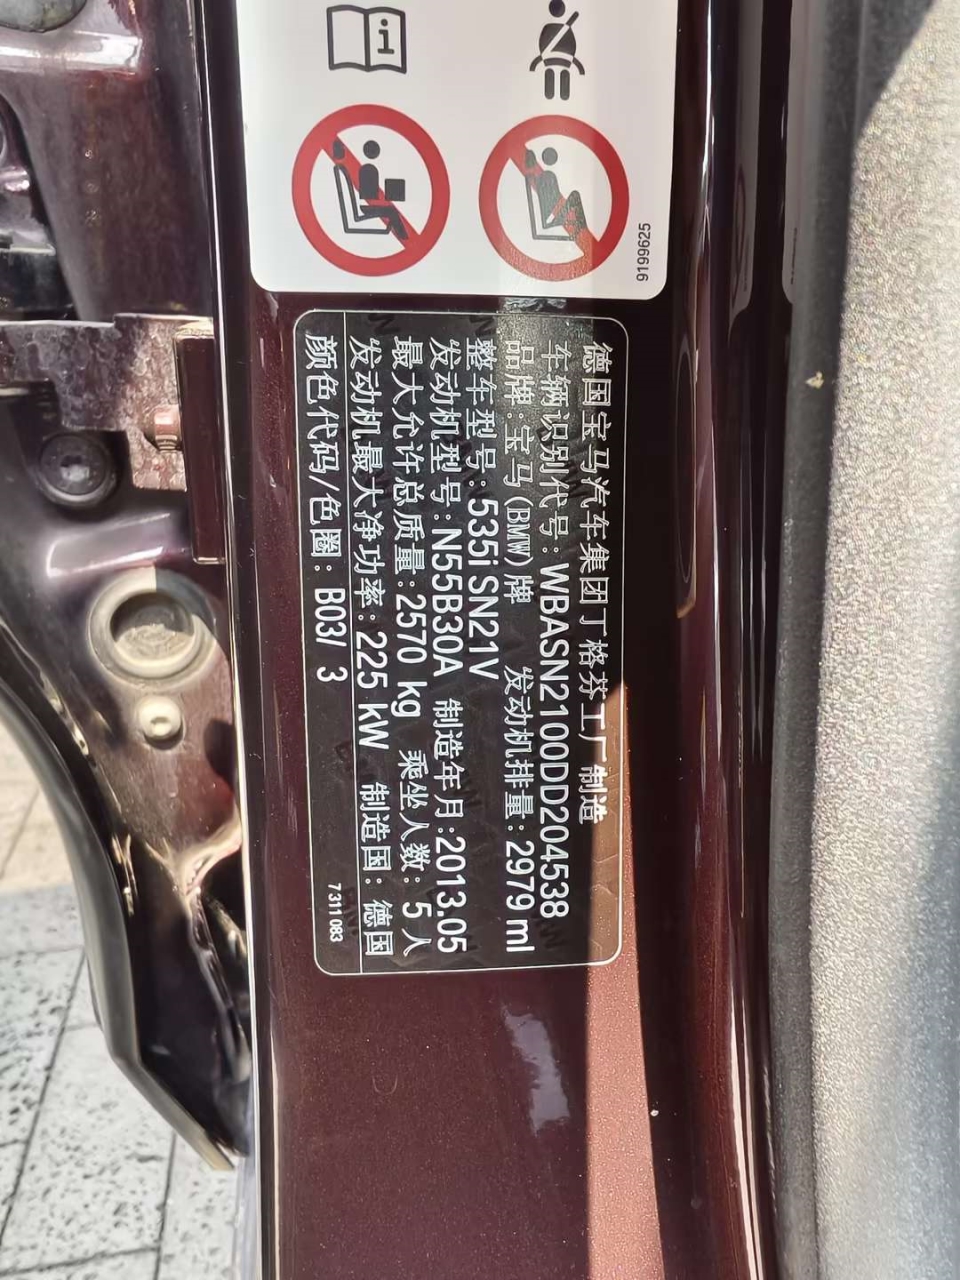 9199625
德国宝马汽车集团丁格芬工厂制造
车辆识别代号: WBASN2100DD204538
品牌:宝马(BMW)牌 发动机排量: 2979 ml
整车型号:535i SN21V
发动机型号:N55B30A 制造年月:2013.05
最大允许总质量:2570 kg 乘坐人数: 5 人
发动机最大净功率: 225 kW 制造国: 德国
颜色代码/色圈: B03/ 3
7311 083